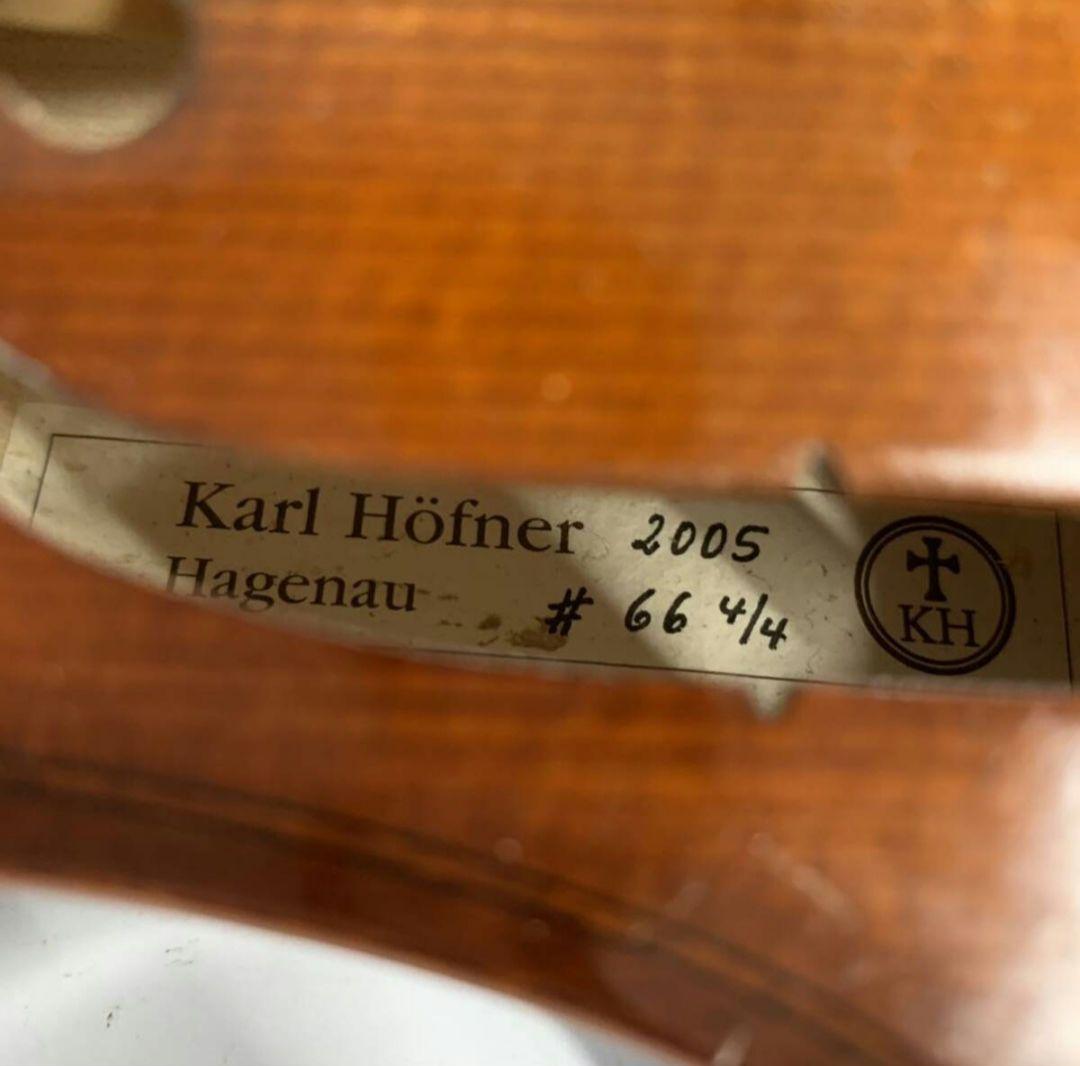 Karl Höfner 2005
Hagenau # 66 4/4
KH